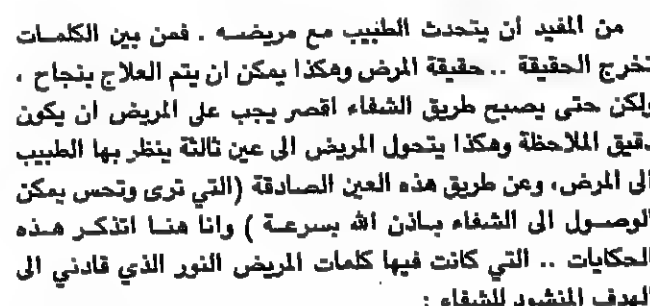 من المفيد ان يتحدث الطبيب مع مريضه . فمن بين الكلمات
تخرج الحقيقة .. حقيقة المرض وهكذا يمكن ان يتم العلاج بنجاح ،
ولكن حتى يصبح طريق الشفاء اقصر يجب على المريض ان يكون
دقيق الملاحظة وهكذا يتحول المريض الى عين ثالثة ينظر بها الطبيب
الى المرض، وعن طريق هذه العين الصادقة (التي ترى وتحس يمكن
الوصول الى الشفاء باذن الله بسرعة ) وانا هنا اتذكر هذه
الحكايات .. التي كانت فيها كلمات المريض النور الذي قادني الى
الهدف المنشود للشفاء :